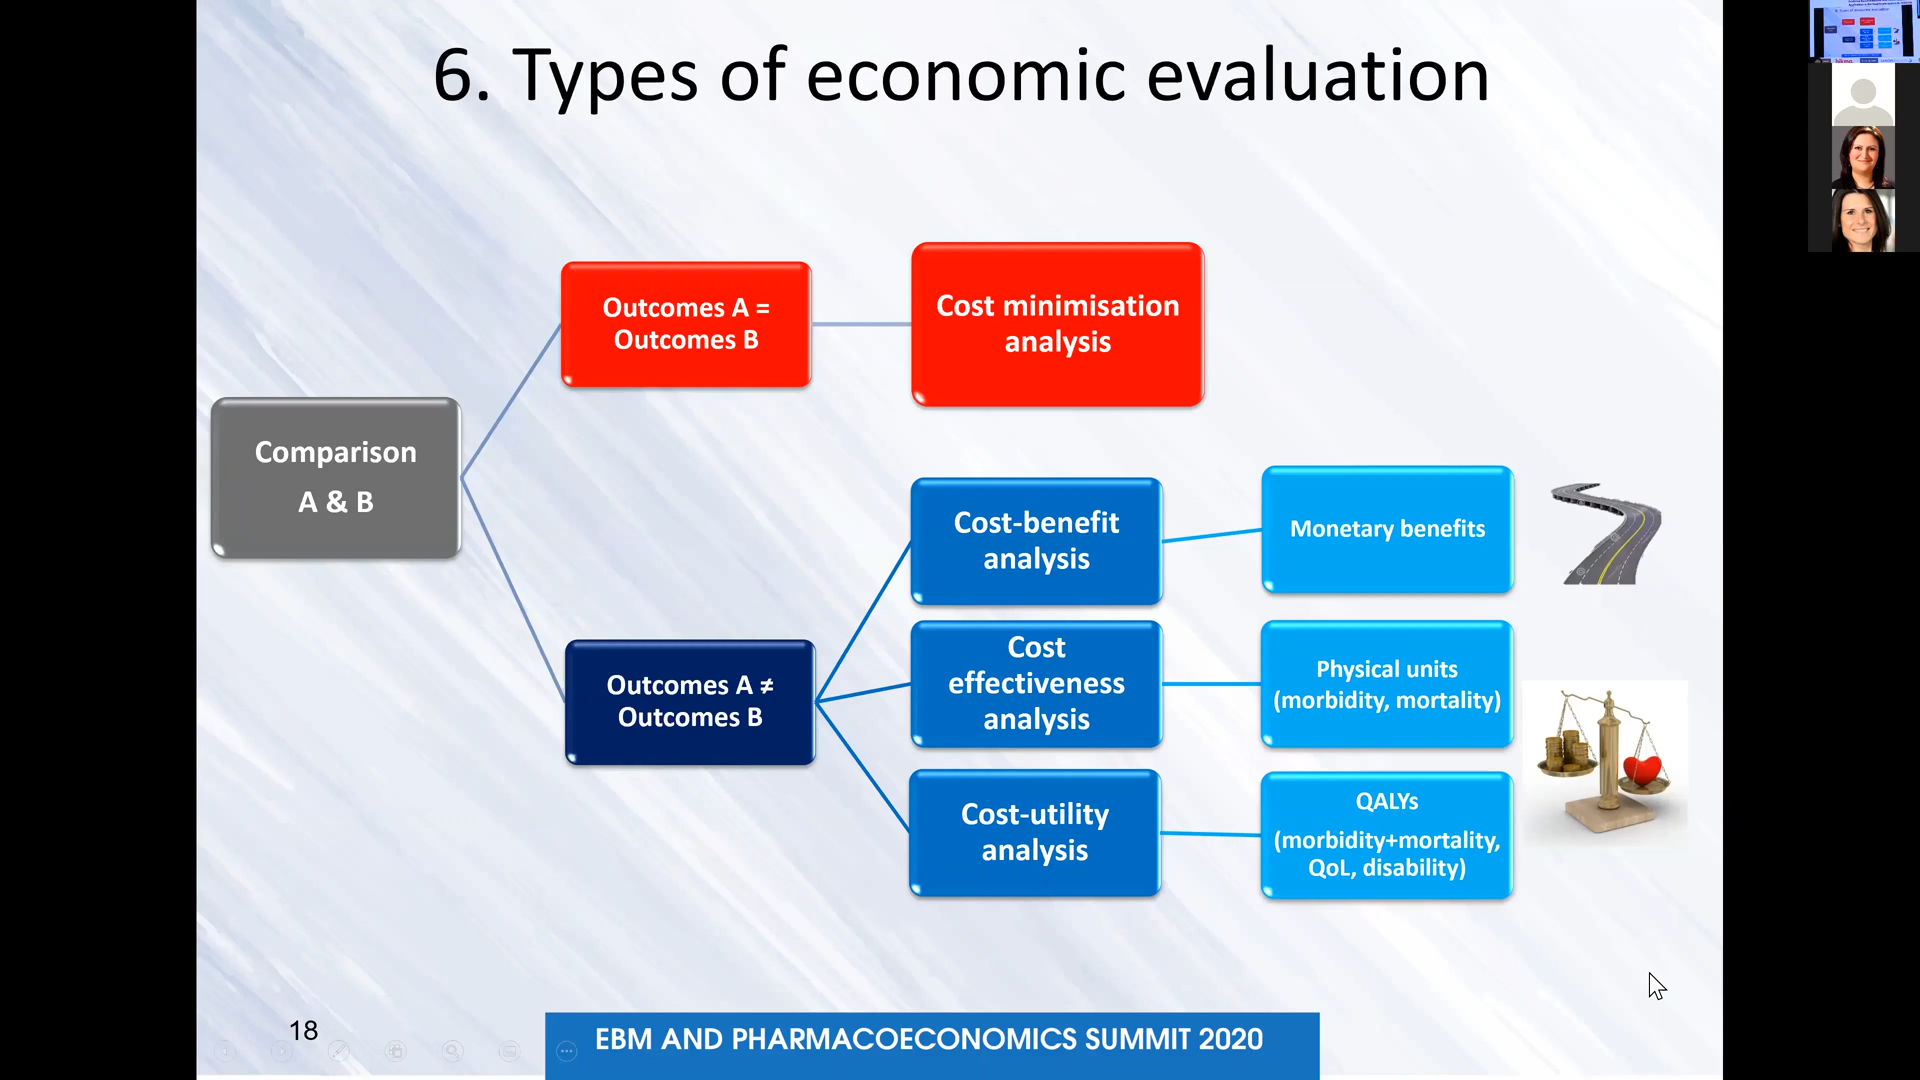 6. Types of economic evaluation
Outcomes A =
Outcomes B
Cost minimisation
analysis
Comparison
A & B
Outcomes A ≠
Outcomes B
Cost-benefit
analysis
Monetary benefits
Cost
effectiveness
analysis
Physical units
(morbidity, mortality)
Cost-utility
analysis
QALYs
(morbidity+mortality,
QoL, disability)
18
EBM AND PHARMACOECONOMICS SUMMIT 2020